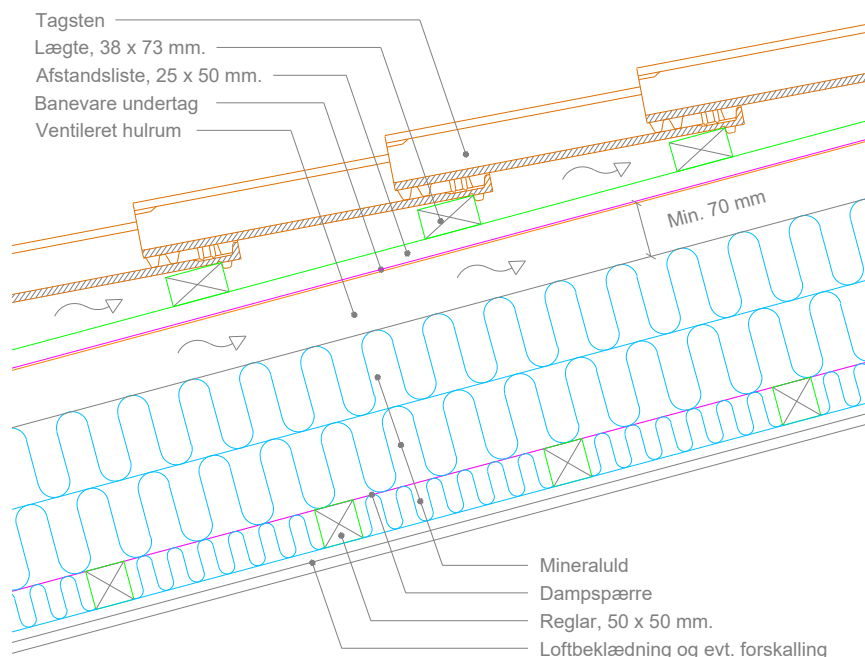 Tagsten
Lægte, 38 x 73 mm.
Afstandsliste, 25 x 50 mm.
Banevare undertag
Ventileret hulrum
Min. 70 mm
Mineraluld
Dampspærre
Reglar, 50 x 50 mm.
Loftbeklædning og evt. forskalling